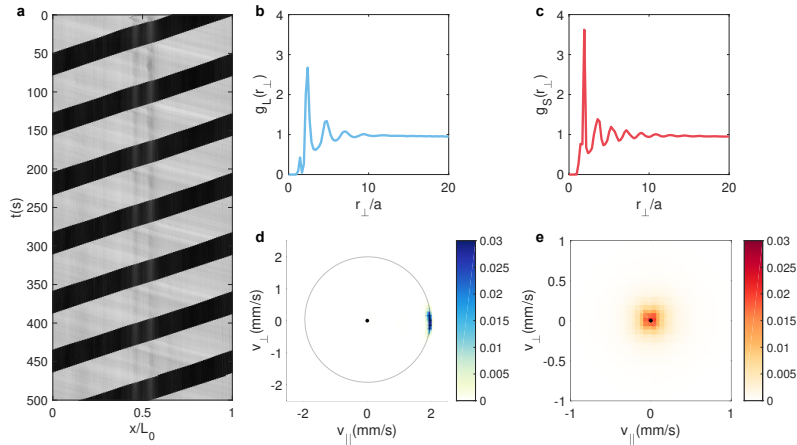 a
0
50
100
150
200
250
300
350
400
450
500
t(s)
0 0.5 1
x/L0
b
4
3
2
1
0
gL(r⊥)
0 10 20
r⊥/a
c
4
3
2
1
0
gS(r⊥)
0 10 20
r⊥/a
d
2
1
0
-1
-2
v⊥(mm/s)
-2 0 2
v||(mm/s)
0.03
0.025
0.02
0.015
0.01
0.005
0
e
1
0.5
0
-0.5
-1
v⊥(mm/s)
-1 0 1
v||(mm/s)
0.03
0.025
0.02
0.015
0.01
0.005
0